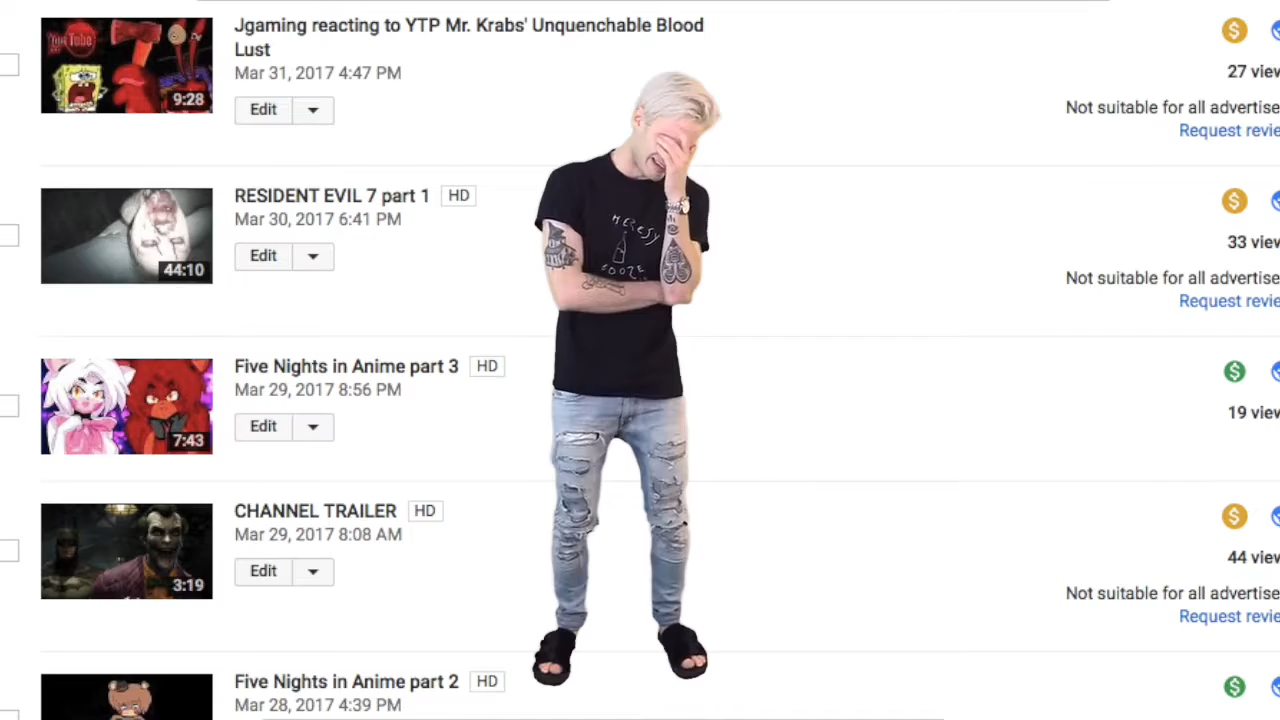 Jgaming reacting to YTP Mr. Krabs' Unquenchable Blood
Lust
Mar 31, 2017 4:47 PM
Edit
YouTube
9:28
$
27 view
Not suitable for all advertise
Request revie
RESIDENT EVIL 7 part 1 HD
Mar 30, 2017 6:41 PM
Edit
44:10
$
33 view
Not suitable for all advertise
Request revie
HERESY
BOOZE
Five Nights in Anime part 3 HD
Mar 29, 2017 8:56 PM
Edit
7:43
$
19 view
CHANNEL TRAILER HD
Mar 29, 2017 8:08 AM
Edit
3:19
$
44 view
Not suitable for all advertise
Request revie
Five Nights in Anime part 2 HD
Mar 28, 2017 4:39 PM
$